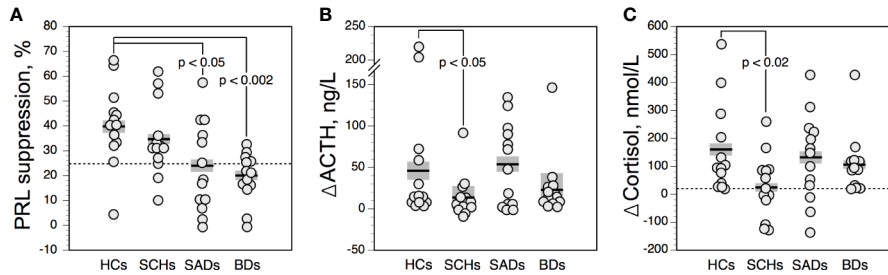 A
PRL suppression, %
80
70
60
50
40
30
20
10
0
-10
p < 0.05
p < 0.002
HCs SCHs SADs BDs
B
Δ ACTH, ng/L
250
200
150
100
50
0
-50
p < 0.05
HCs SCHs SADs BDs
C
Δ Cortisol, nmol/L
600
500
400
300
200
100
0
-100
-200
p < 0.02
HCs SCHs SADs BDs